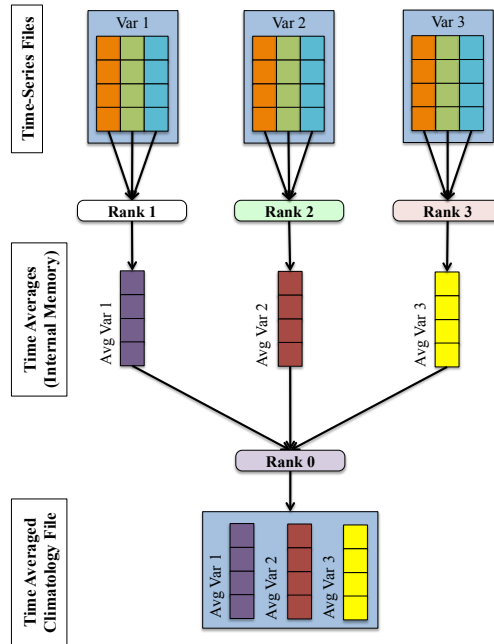 Time-Series Files
Var 1
Var 2
Var 3
Rank 1
Rank 2
Rank 3
Time Averages
(Internal Memory)
Avg Var 1
Avg Var 2
Avg Var 3
Rank 0
Time Averaged
Climatology File
Avg Var 1
Avg Var 2
Avg Var 3